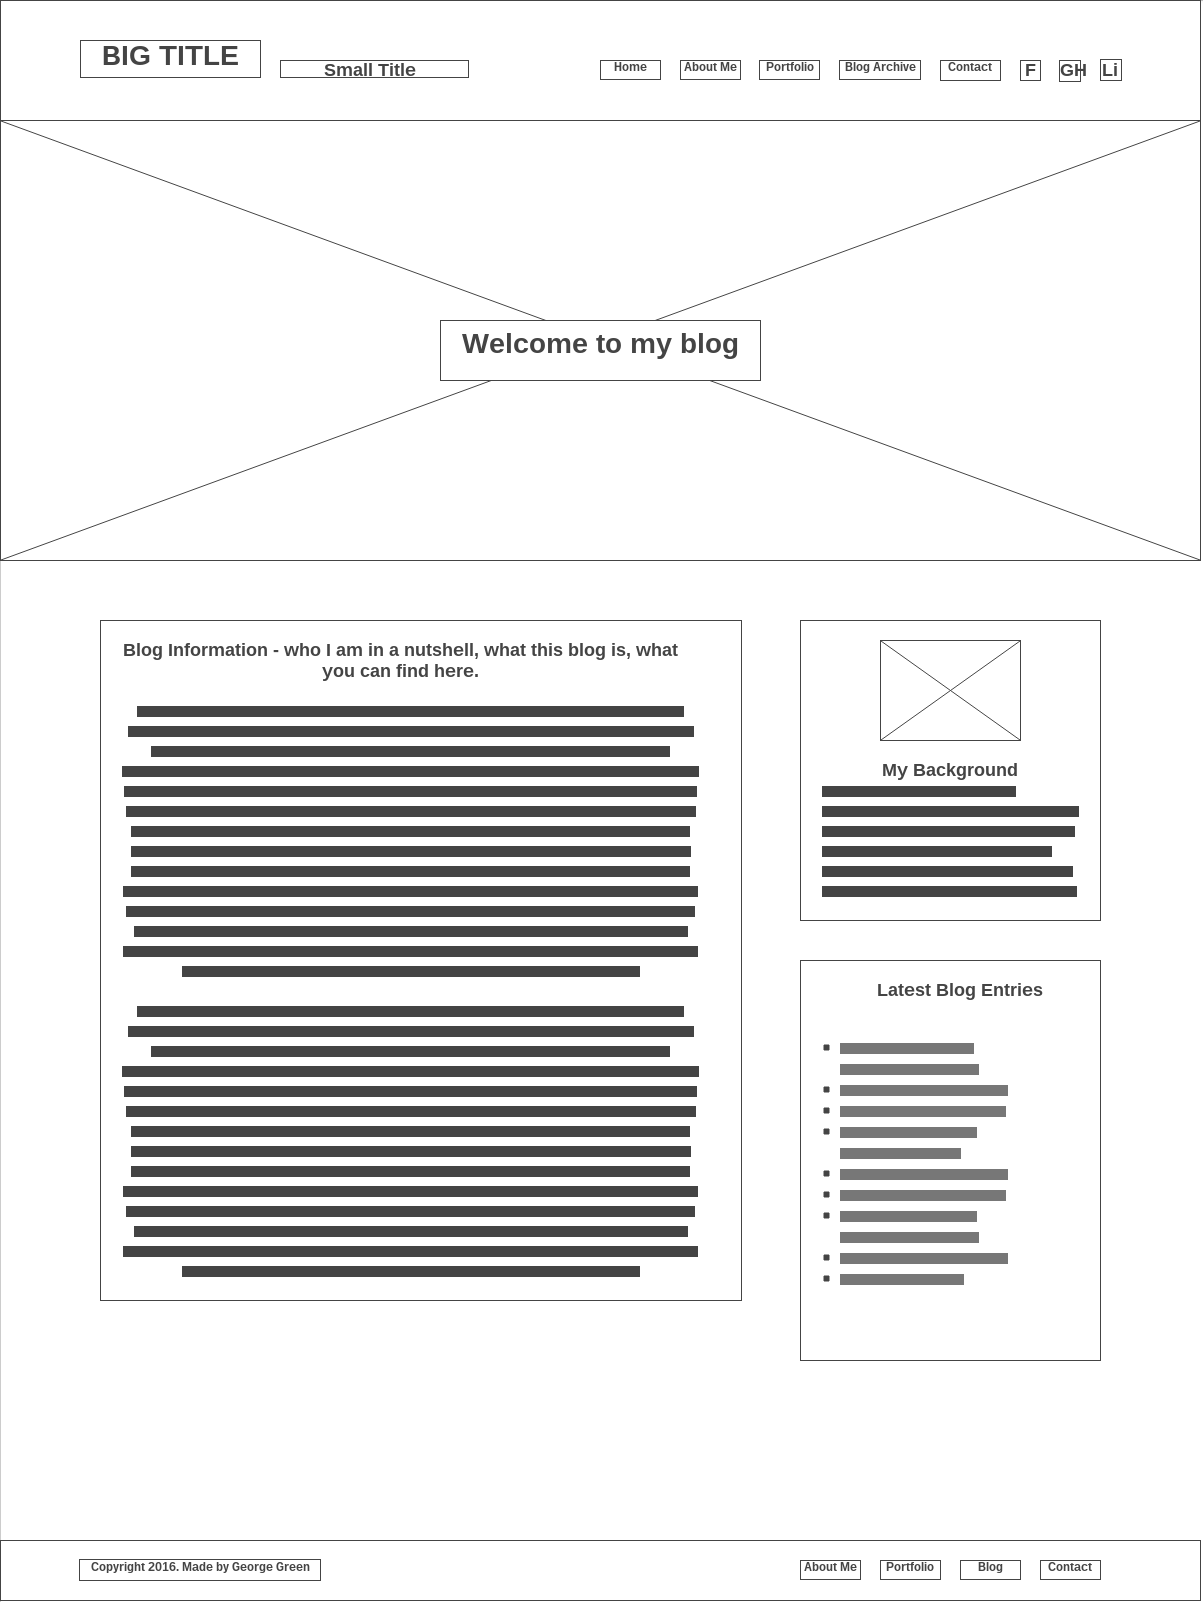 BIG TITLE
Small Title
Home
About Me
Portfolio
Blog Archive
Contact
F
GH
Li
Welcome to my blog
Blog Information - who I am in a nutshell, what this blog is, what
you can find here.
My Background
Latest Blog Entries
Copyright 2016. Made by George Green
About Me
Portfolio
Blog
Contact